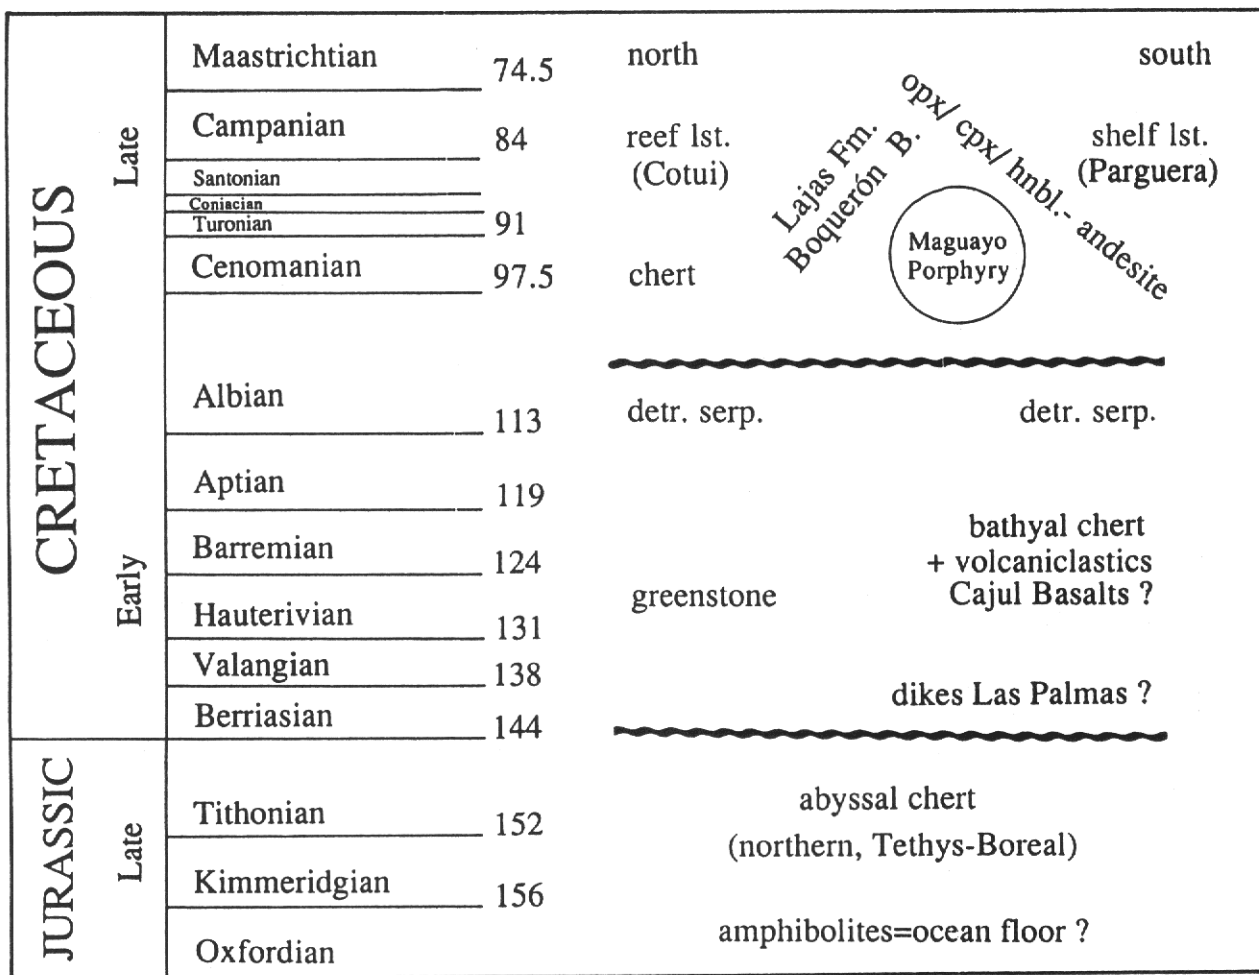 CRETACEOUS
Late
Early
Maastrichtian
74.5
Campanian
84
Santonian
Coniacian
Turonian
91
Cenomanian
97.5
Albian
113
Aptian
119
Barremian
124
Hauterivian
131
Valangian
138
Berriasian
144
JURASSIC
Late
Tithonian
152
Kimmeridgian
156
Oxfordian
north
south
reef lst.
(Cotui)
Lajas Fm.
Boquerón B.
opx/ cpx/ hnbl.- andesite
shelf lst.
(Parguera)
Maguayo
Porphyry
chert
detr. serp.
detr. serp.
bathyal chert
+ volcaniclastics
Cajul Basalts ?
greenstone
dikes Las Palmas ?
abyssal chert
(northern, Tethys-Boreal)
amphibolites=ocean floor ?